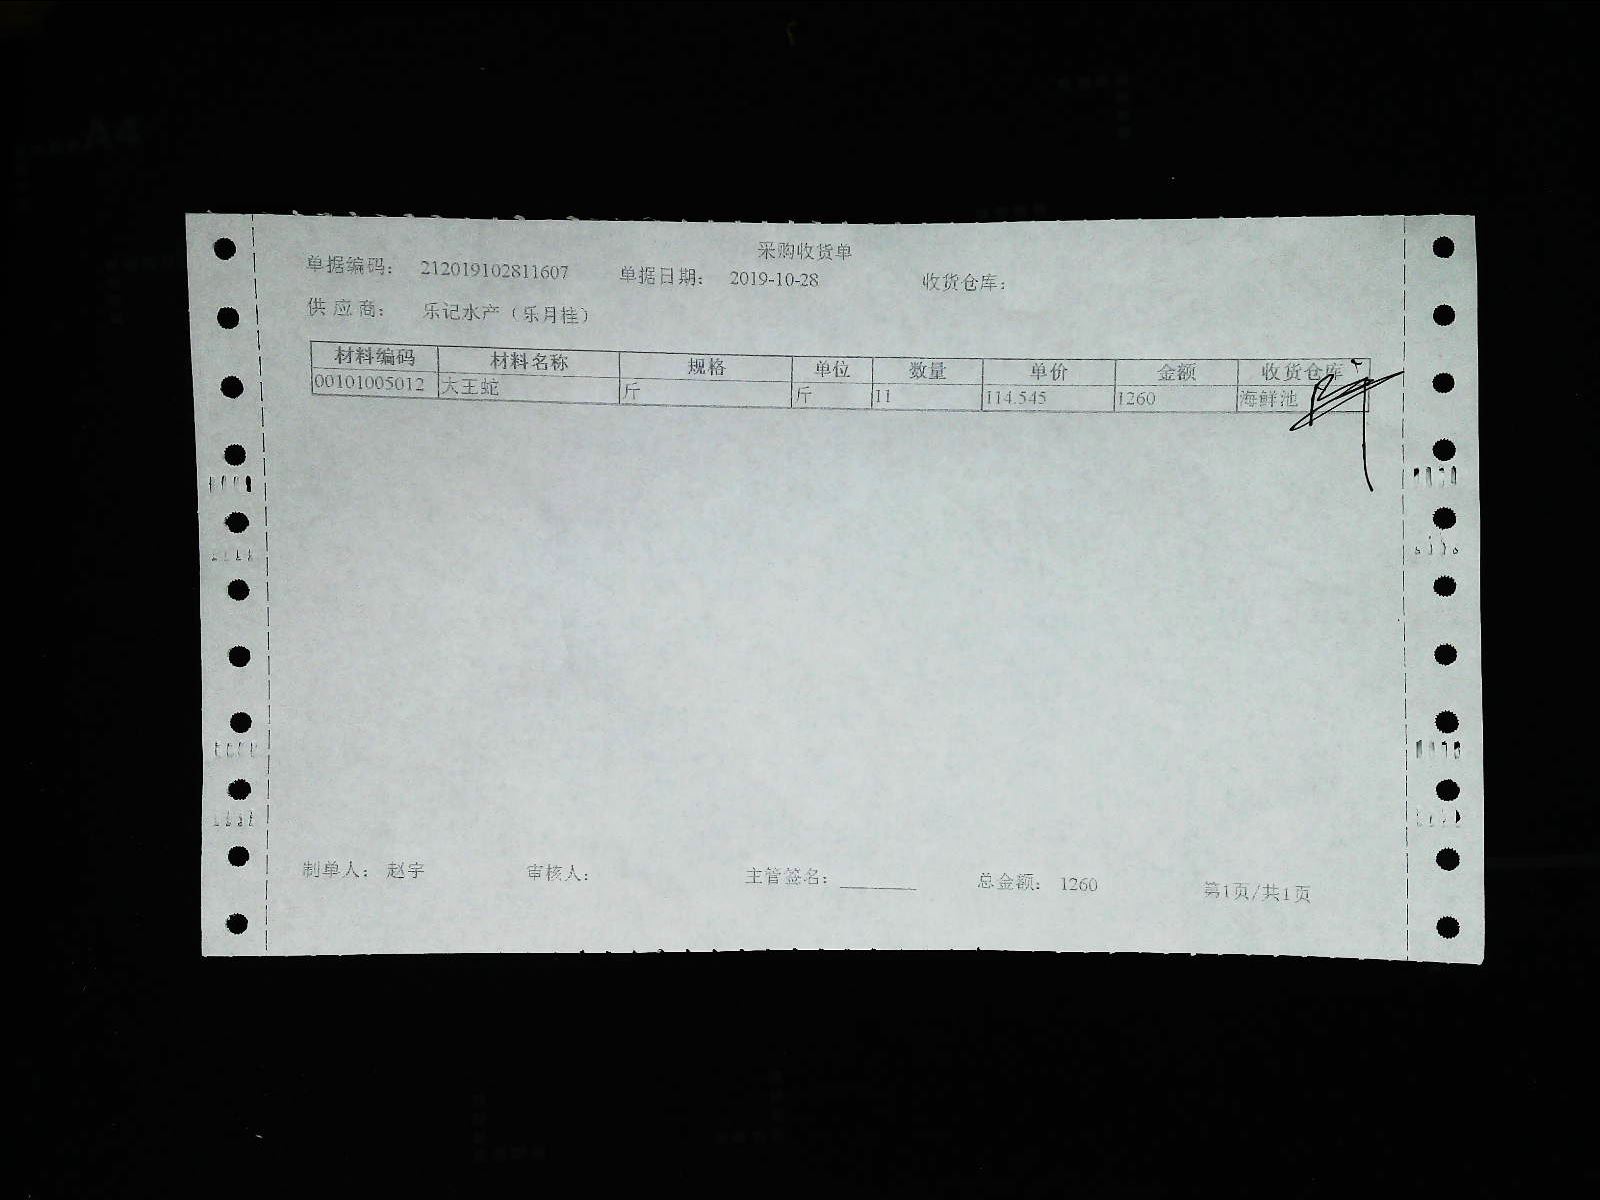 采购收货单
单据编码: 212019102811607 单据日期: 2019-10-28 收货仓库:
供应商: 乐记水产（乐月桂）
材料编码 材料名称 规格 单位 数量 单价 金额 收货仓库
00101005012 大王蛇 斤 斤 11 114.545 1260 海鲜池
制单人: 赵宇 审核人: 主管签名: 总金额: 1260 第1页/共1页